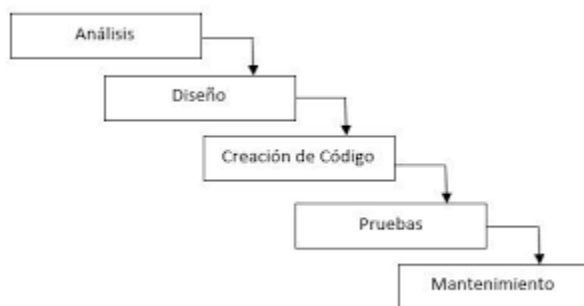 Análisis
Diseño
Creación de Código
Pruebas
Mantenimiento